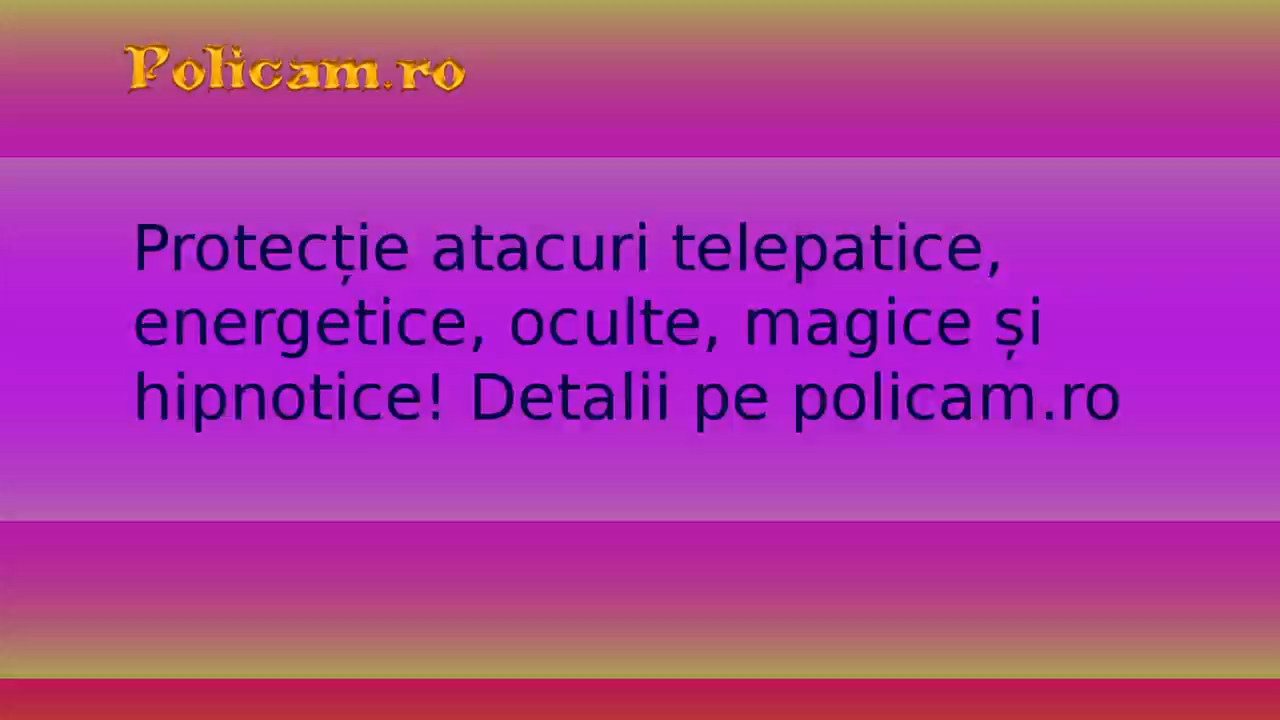 Policam.ro
Protecție atacuri telepatice,
energetice, oculte, magice și
hipnotice! Detalii pe policam.ro